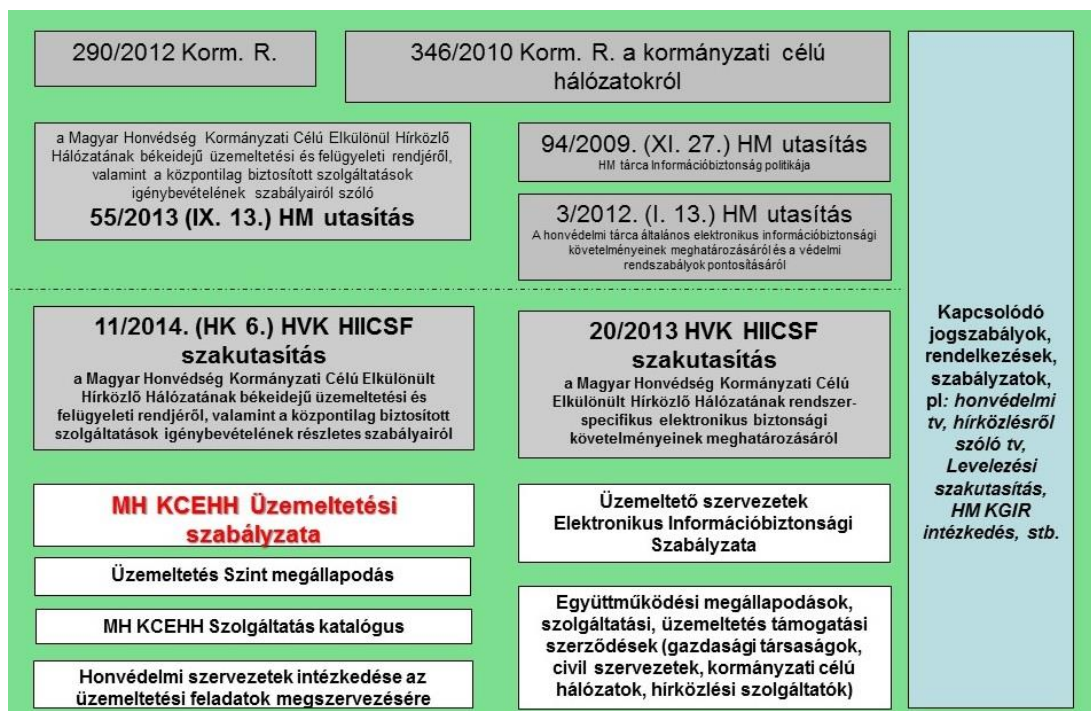 290/2012 Korm. R.
346/2010 Korm. R. a kormányzati célú
hálózatokról
a Magyar Honvédség Kormányzati Célú Elkülönül Hírközlő
Hálózatának békeidejű üzemeltetési és felügyeleti rendjéről,
valamint a központilag biztosított szolgáltatások
igénybevételének szabályairól szóló
55/2013 (IX. 13.) HM utasítás
94/2009. (XI. 27.) HM utasítás
HM tárca Információbiztonság politikája
3/2012. (I. 13.) HM utasítás
A honvédelmi tárca általános elektronikus információbiztonsági
követelményeinek meghatározásáról és a védelmi
rendszabályok pontosításáról
11/2014. (HK 6.) HVK HIICSF
szakutasítás
a Magyar Honvédség Kormányzati Célú Elkülönült
Hírközlő Hálózatának békeidejű üzemeltetési és
felügyeleti rendjéről, valamint a központilag biztosított
szolgáltatások igénybevételének részletes szabályairól
20/2013 HVK HIICSF
szakutasítás
a Magyar Honvédség Kormányzati Célú
Elkülönült Hírközlő Hálózatának rendszer-
specifikus elektronikus biztonsági
követelményeinek meghatározásáról
MH KCEHH Üzemeltetési
szabályzata
Üzemeltetés Szint megállapodás
MH KCEHH Szolgáltatás katalógus
Honvédelmi szervezetek intézkedése az
üzemeltetési feladatok megszervezésére
Üzemeltető szervezetek
Elektronikus Információbiztonsági
Szabályzata
Együttműködési megállapodások,
szolgáltatási, üzemeltetés támogatási
szerződések (gazdasági társaságok,
civil szervezetek, kormányzati célú
hálózatok, hírközlési szolgáltatók)
Kapcsolódó
jogszabályok,
rendelkezések,
szabályzatok,
pl: honvédelmi
tv, hírközlésről
szóló tv,
Levelezési
szakutasítás,
HM KGIR
intézkedés, stb.